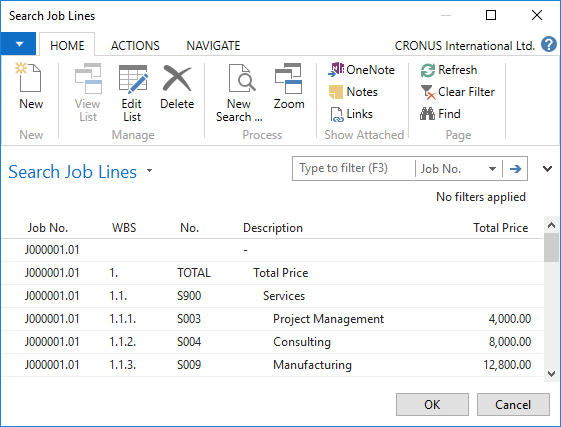 Search Job Lines
HOME ACTIONS NAVIGATE CRONUS International Ltd. ?
New
View List
Edit List
Delete
New Search ...
Zoom
OneNote
Notes
Links
Refresh
Clear Filter
Find
New Manage Process Show Attached Page
Search Job Lines
Type to filter (F3) Job No.
No filters applied
Job No. WBS No. Description Total Price
J000001.01 -
J000001.01 1. TOTAL Total Price
J000001.01 1.1. S900 Services
J000001.01 1.1.1. S003 Project Management 4,000.00
J000001.01 1.1.2. S004 Consulting 8,000.00
J000001.01 1.1.3. S009 Manufacturing 12,800.00
OK Cancel